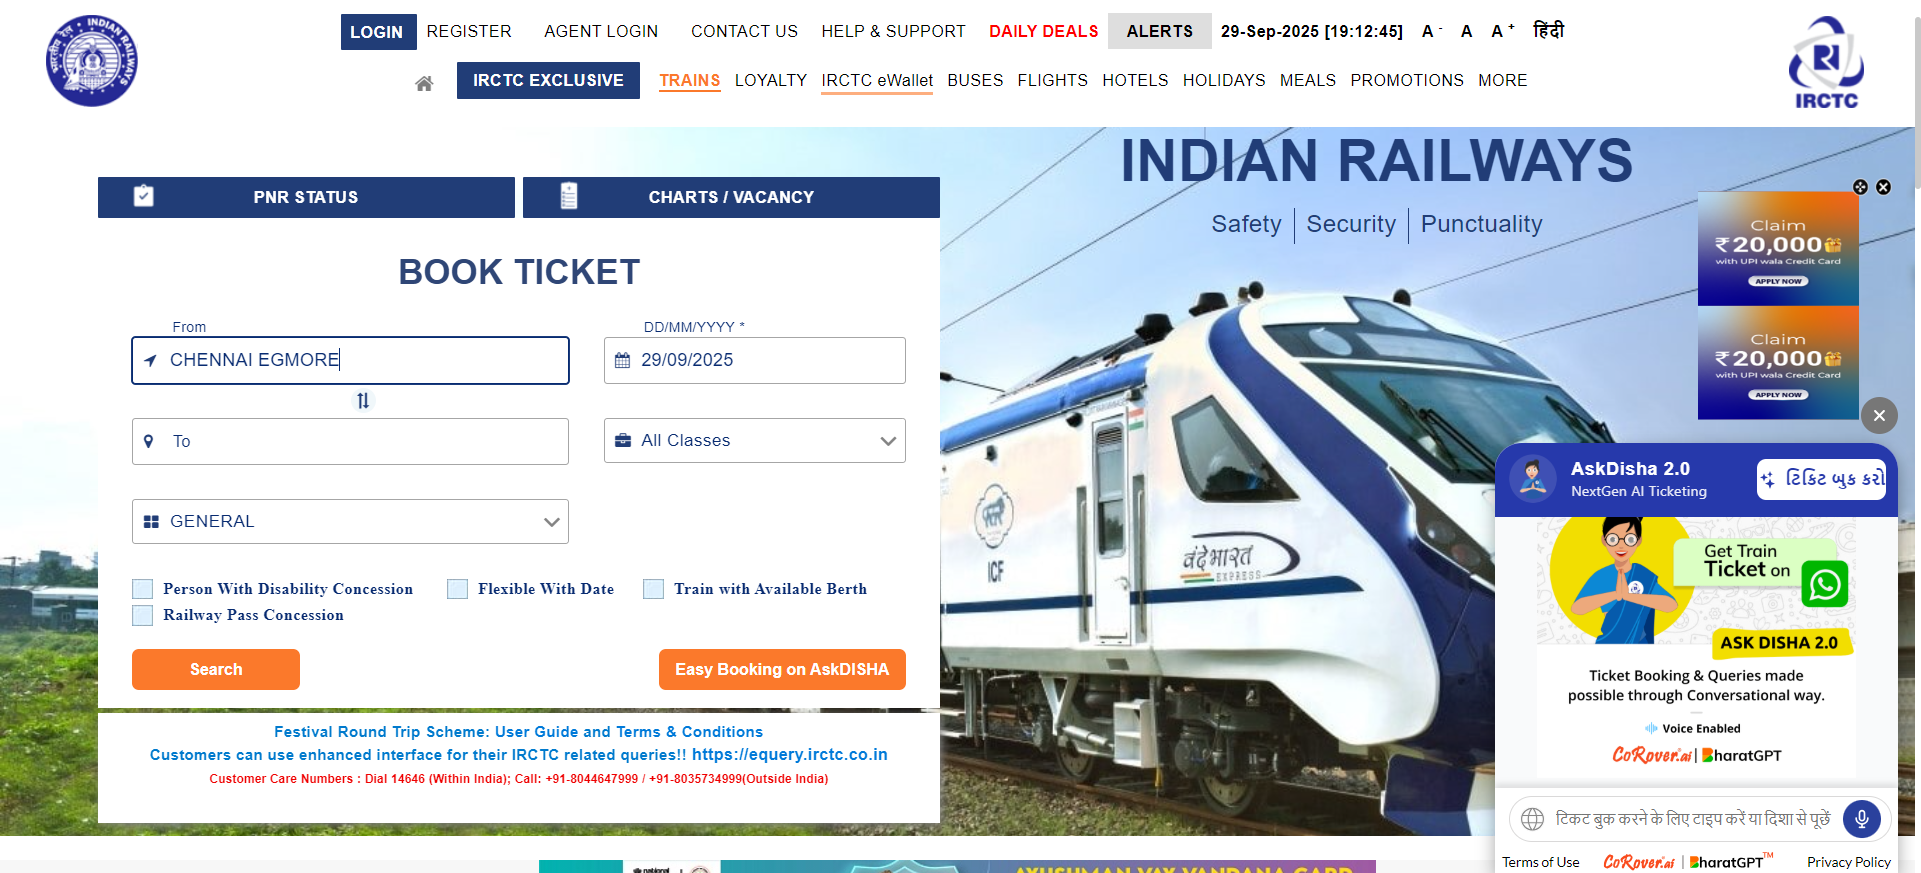 LOGIN REGISTER AGENT LOGIN CONTACT US HELP & SUPPORT DAILY DEALS ALERTS 29-Sep-2025 [19:12:45] A - A A + हिंदी
IRCTC EXCLUSIVE TRAINS LOYALTY IRCTC eWallet BUSES FLIGHTS HOTELS HOLIDAYS MEALS PROMOTIONS MORE
INDIAN RAILWAYS
भारतीय रेल
IRCTC
INDIAN RAILWAYS
Safety | Security | Punctuality
PNR STATUS
CHARTS / VACANCY
BOOK TICKET
From
CHENNAI EGMORE
DD/MM/YYYY *
29/09/2025
To
All Classes
GENERAL
Person With Disability Concession
Flexible With Date
Train with Available Berth
Railway Pass Concession
Search
Easy Booking on AskDISHA
Festival Round Trip Scheme: User Guide and Terms & Conditions
Customers can use enhanced interface for their IRCTC related queries!! https://equery.irctc.co.in
Customer Care Numbers : Dial 14646 (Within India); Call: +91-8044647999 / +91-8035734999(Outside India)
ICF
वंदे भारत
EXPRESS
Claim
₹20,000
with UPI wala Credit Card
APPLY NOW
Claim
₹20,000
with UPI wala Credit Card
APPLY NOW
AskDisha 2.0
NextGen AI Ticketing
ટિકિટ બુક કરો
Get Train
Ticket on
ASK DISHA 2.0
Ticket Booking & Queries made
possible through Conversational way.
Voice Enabled
CoRover.ai | BharatGPT
टिकट बुक करने के लिए टाइप करें या दिशा से पूछें
Terms of Use CoRover.ai | BharatGPT TM Privacy Policy
AYUSHMAN VAY VANDANA CARD